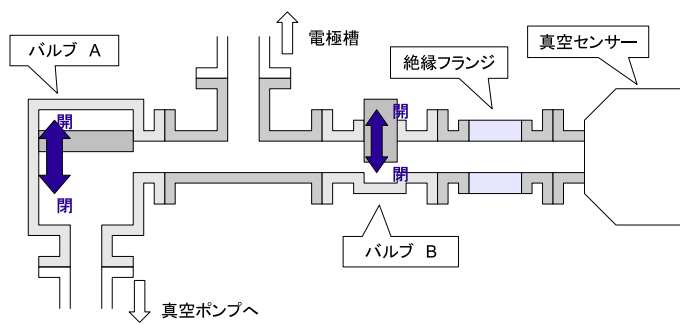 電極槽
真空センサー
バルブ A
絶縁フランジ
開
開
閉
閉
バルブ B
真空ポンプへ